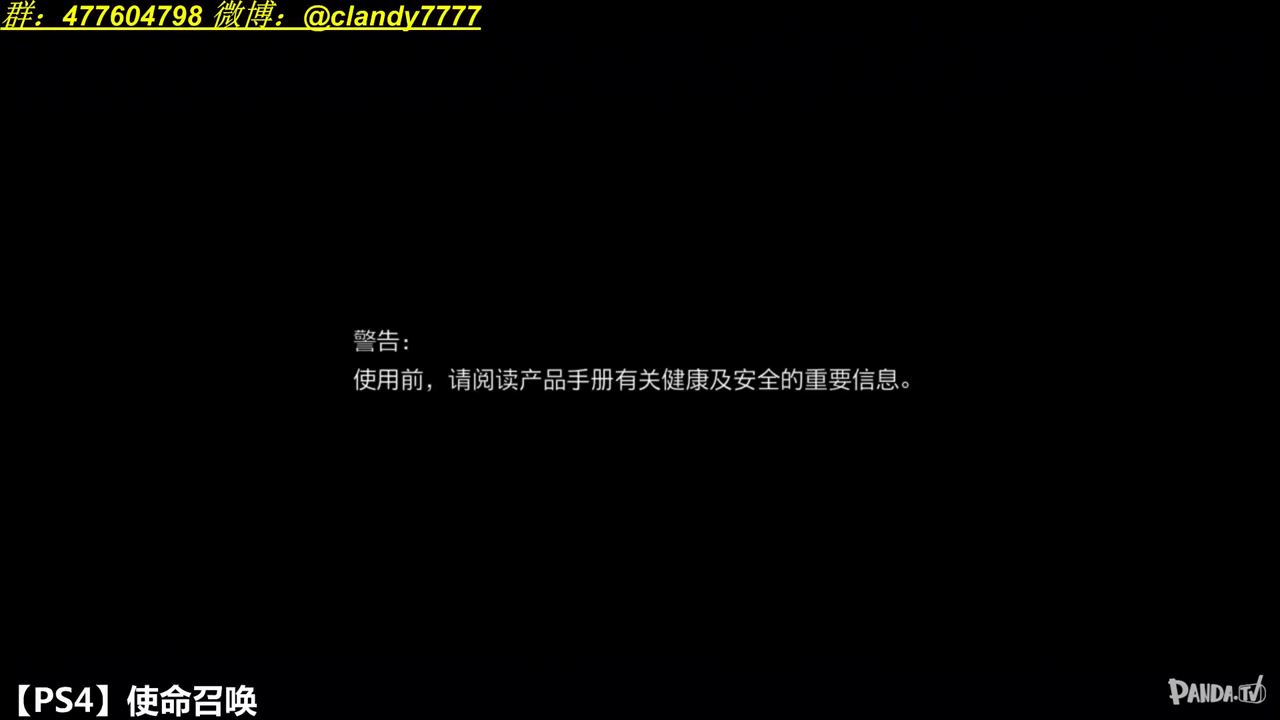 群：477604798 微博：@clandy7777
警告：
使用前，请阅读产品手册有关健康及安全的重要信息。
【PS4】使命召唤
PANDA.TV